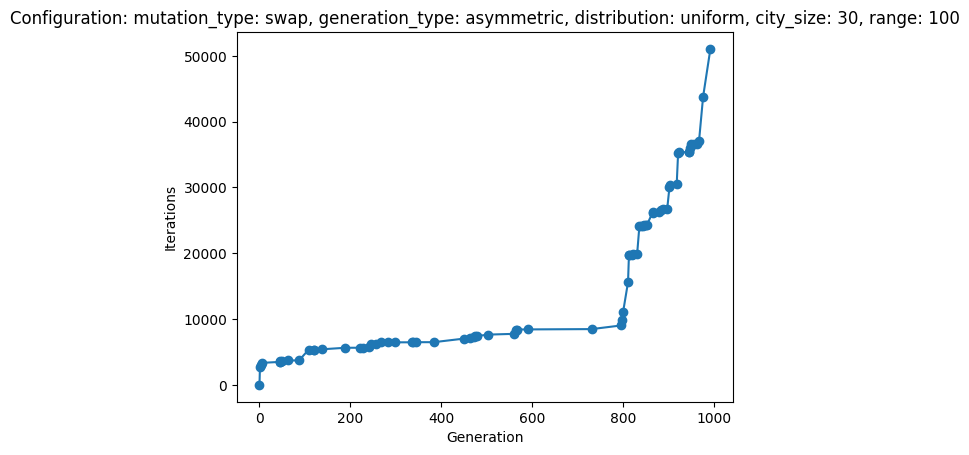 Configuration: mutation_type: swap, generation_type: asymmetric, distribution: uniform, city_size: 30, range: 100
50000
40000
30000
20000
10000
0
Iterations
0 200 400 600 800 1000
Generation